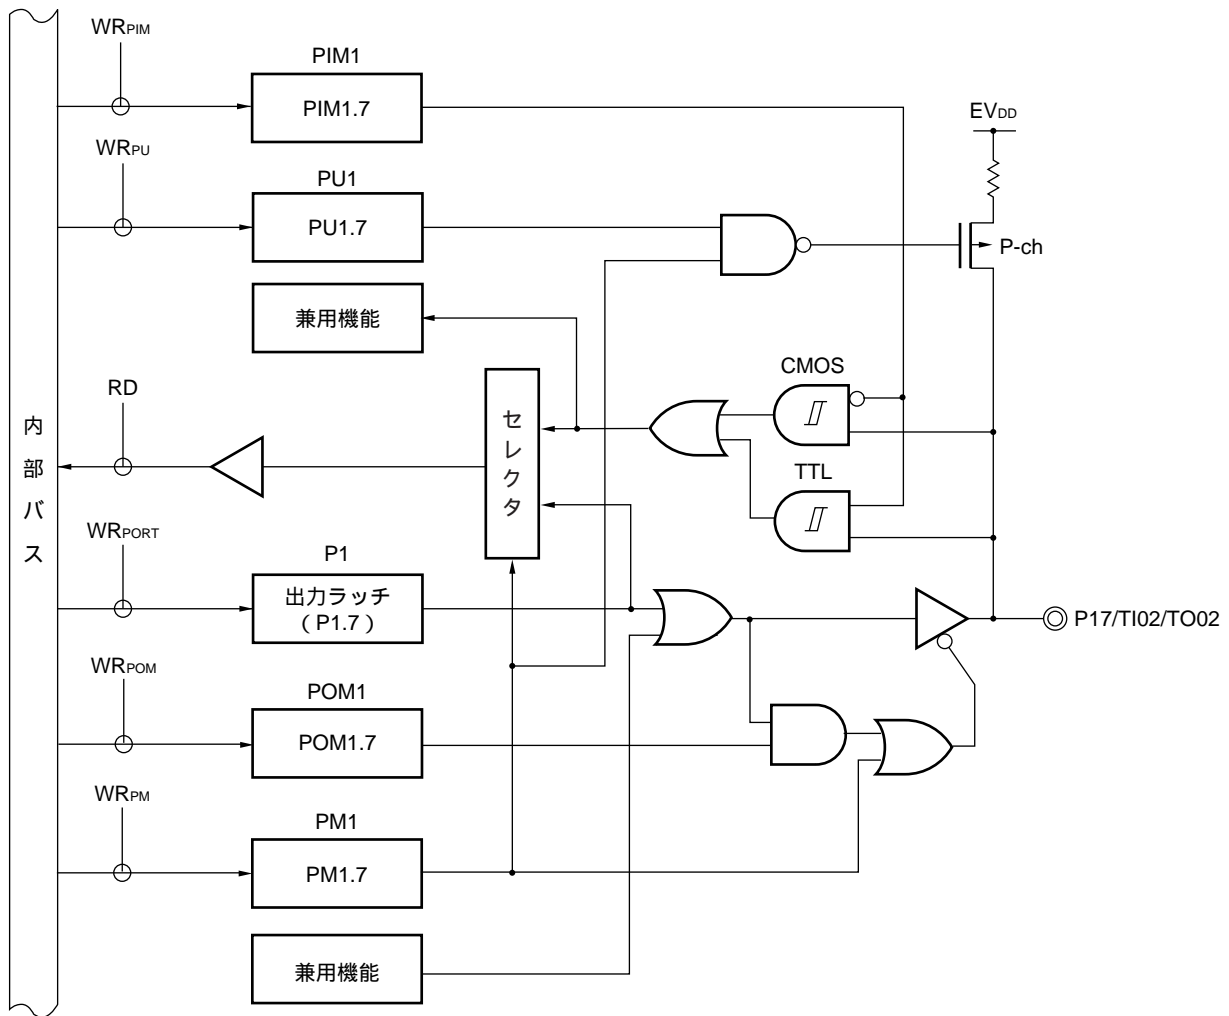 WRPIM
PIM1
PIM1.7
EVDD
WRPU
PU1
PU1.7
P-ch
兼用機能
CMOS
RD
セレクタ
TTL
内部バス
WRPORT
P1
出力ラッチ
(P1.7)
P17/TI02/TO02
WRPOM
POM1
POM1.7
WRPM
PM1
PM1.7
兼用機能